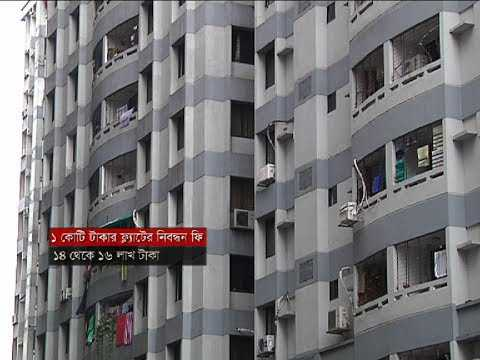 ১ কোটি টাকার ফ্ল্যাটের নিবন্ধন ফি
১৪ থেকে ১৬ লাখ টাকা